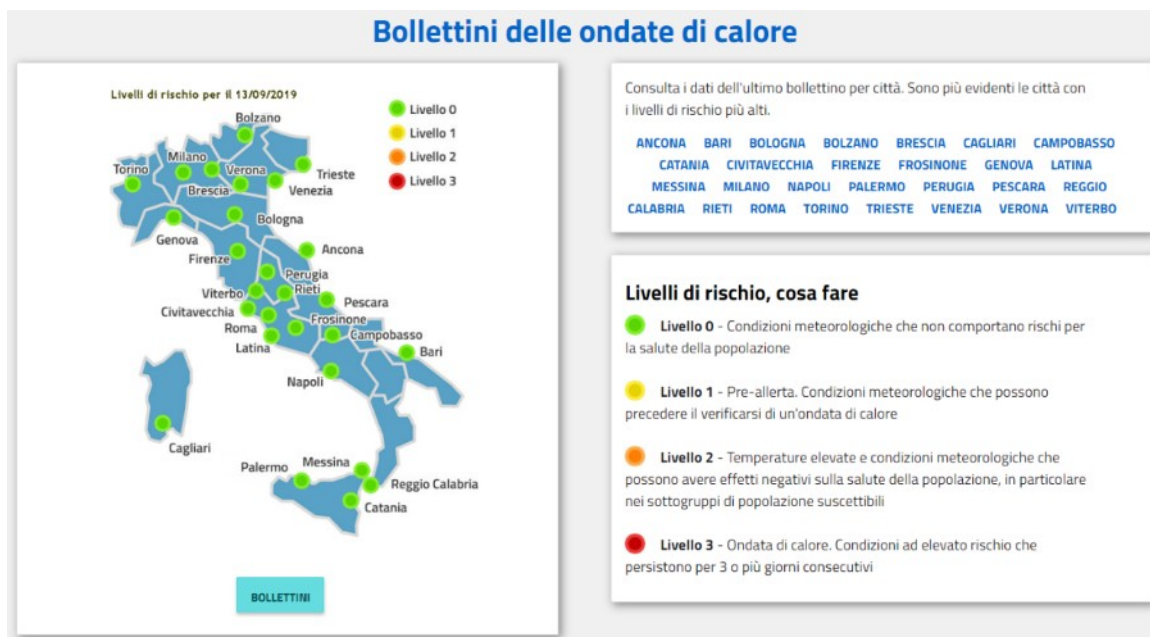 Bollettini delle ondate di calore
Livelli di rischio per il 13/09/2019
Livello 0
Livello 1
Livello 2
Livello 3
Bolzano
Milano
Torino
Verona
Trieste
Brescia
Venezia
Bologna
Genova
Ancona
Firenze
Perugia
Viterbo
Rieti
Pescara
Civitavecchia
Frosinone
Roma
Campobasso
Latina
Bari
Napoli
Cagliari
Palermo
Messina
Reggio Calabria
Catania
BOLLETTINI
Consulta i dati dell'ultimo bollettino per città. Sono più evidenti le città con
i livelli di rischio più alti.
ANCONA BARI BOLOGNA BOLZANO BRESCIA CAGLIARI CAMPOBASSO
CATANIA CIVITAVECCHIA FIRENZE FROSINONE GENOVA LATINA
MESSINA MILANO NAPOLI PALERMO PERUGIA PESCARA REGGIO
CALABRIA RIETI ROMA TORINO TRIESTE VENEZIA VERONA VITERBO
Livelli di rischio, cosa fare
Livello 0 - Condizioni meteorologiche che non comportano rischi per
la salute della popolazione
Livello 1 - Pre-allerta. Condizioni meteorologiche che possono
precedere il verificarsi di un'ondata di calore
Livello 2 - Temperature elevate e condizioni meteorologiche che
possono avere effetti negativi sulla salute della popolazione, in particolare
nei sottogruppi di popolazione suscettibili
Livello 3 - Ondata di calore. Condizioni ad elevato rischio che
persistono per 3 o più giorni consecutivi